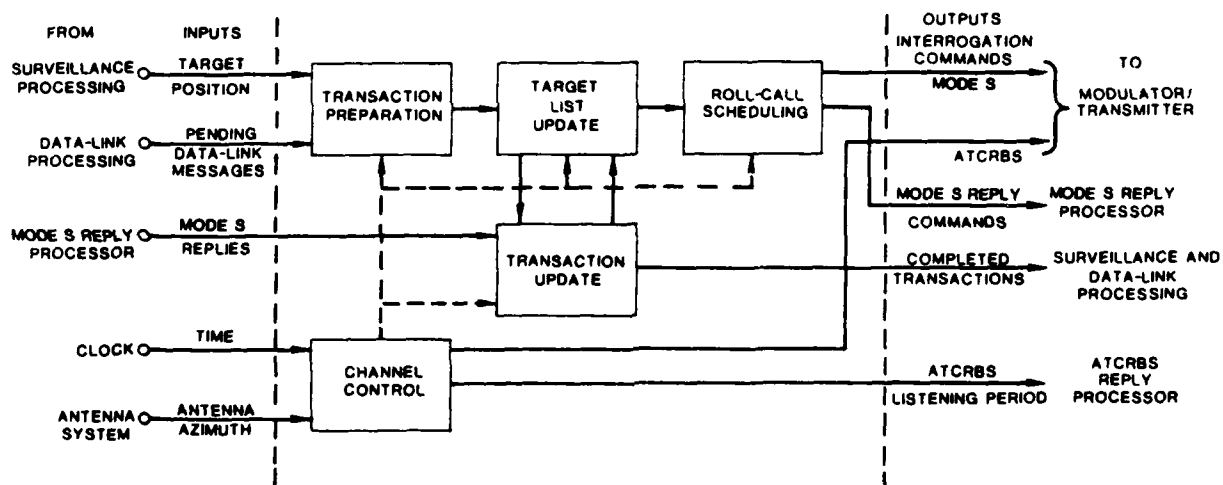 FROM
INPUTS
OUTPUTS
INTERROGATION
COMMANDS
MODE S
ATCRBS
TO
MODULATOR/
TRANSMITTER
SURVEILLANCE
PROCESSING
TARGET
POSITION
DATA-LINK
PROCESSING
PENDING
DATA-LINK
MESSAGES
TRANSACTION
PREPARATION
TARGET
LIST
UPDATE
ROLL-CALL
SCHEDULING
MODE S REPLY
COMMANDS
MODE S REPLY
PROCESSOR
MODE S REPLY
PROCESSOR
MODE S
REPLIES
TRANSACTION
UPDATE
COMPLETED
TRANSACTIONS
SURVEILLANCE AND
DATA-LINK
PROCESSING
CLOCK
TIME
ANTENNA
SYSTEM
ANTENNA
AZIMUTH
CHANNEL
CONTROL
ATCRBS
LISTENING PERIOD
ATCRBS
REPLY
PROCESSOR